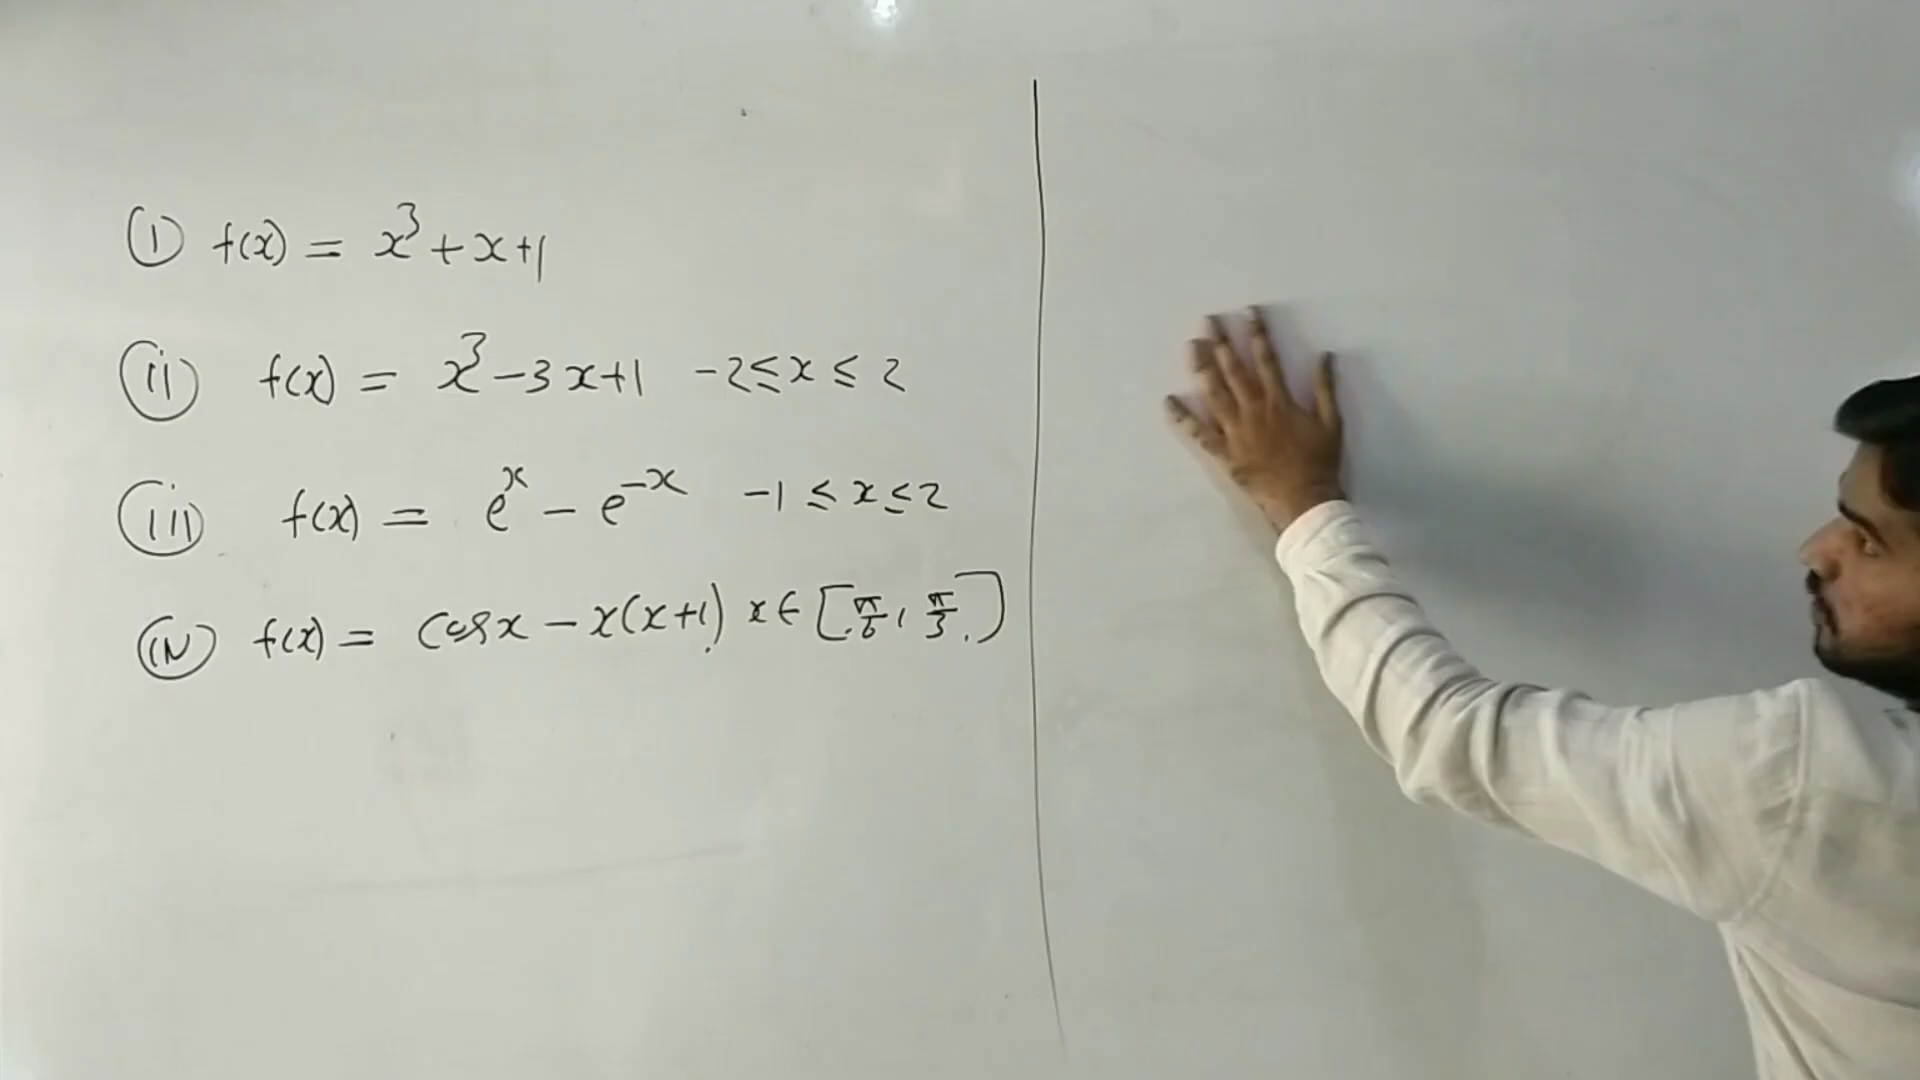 (i) f(x) = x³ + x + 1
(ii) f(x) = x³ - 3x + 1 -2 ≤ x ≤ 2
(iii) f(x) = eˣ - e⁻ˣ -1 ≤ x ≤ 2
(iv) f(x) = cos x - x(x+1) x ∈ [π/6, π/3]